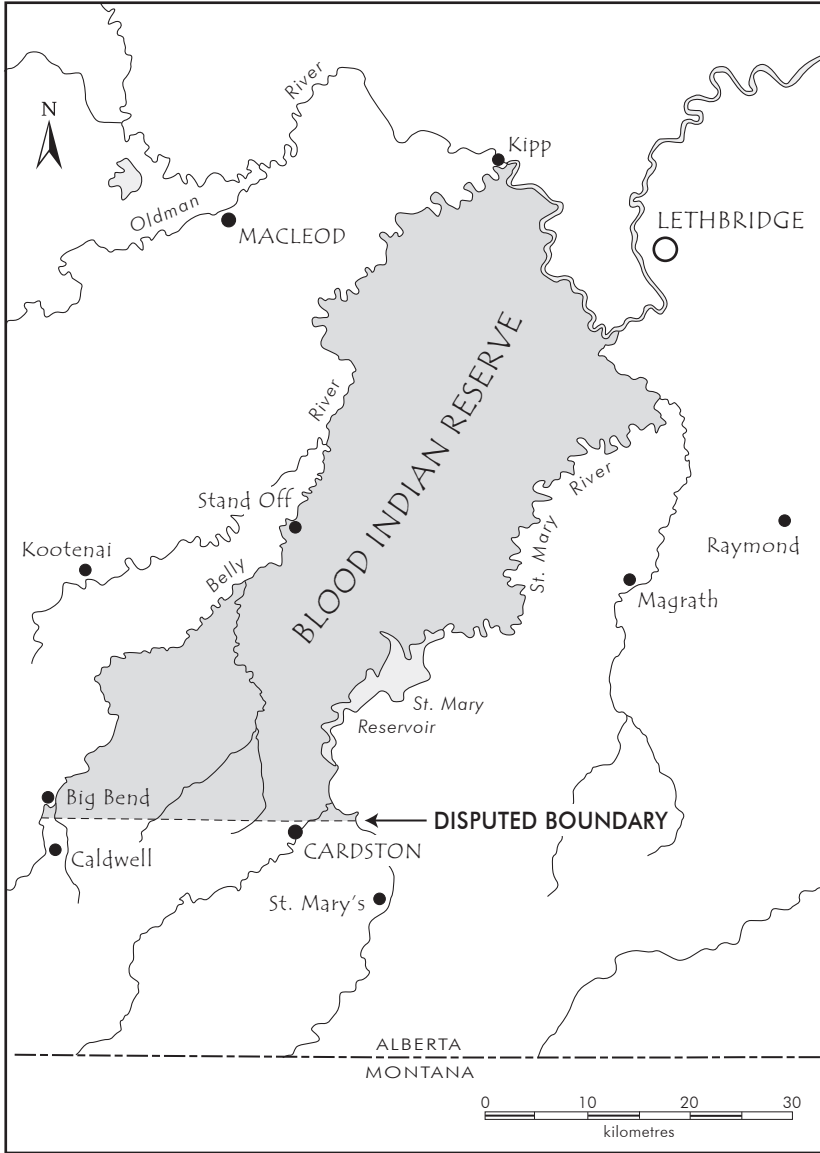 River
N
Kipp
Oldman
MACLEOD
LETHBRIDGE
BLOOD INDIAN RESERVE
River
River
St. Mary
Stand Off
Kootenai
Belly
Raymond
Magrath
St. Mary
Reservoir
Big Bend
DISPUTED BOUNDARY
Caldwell
CARDSTON
St. Mary's
ALBERTA
MONTANA
0 10 20 30
kilometres